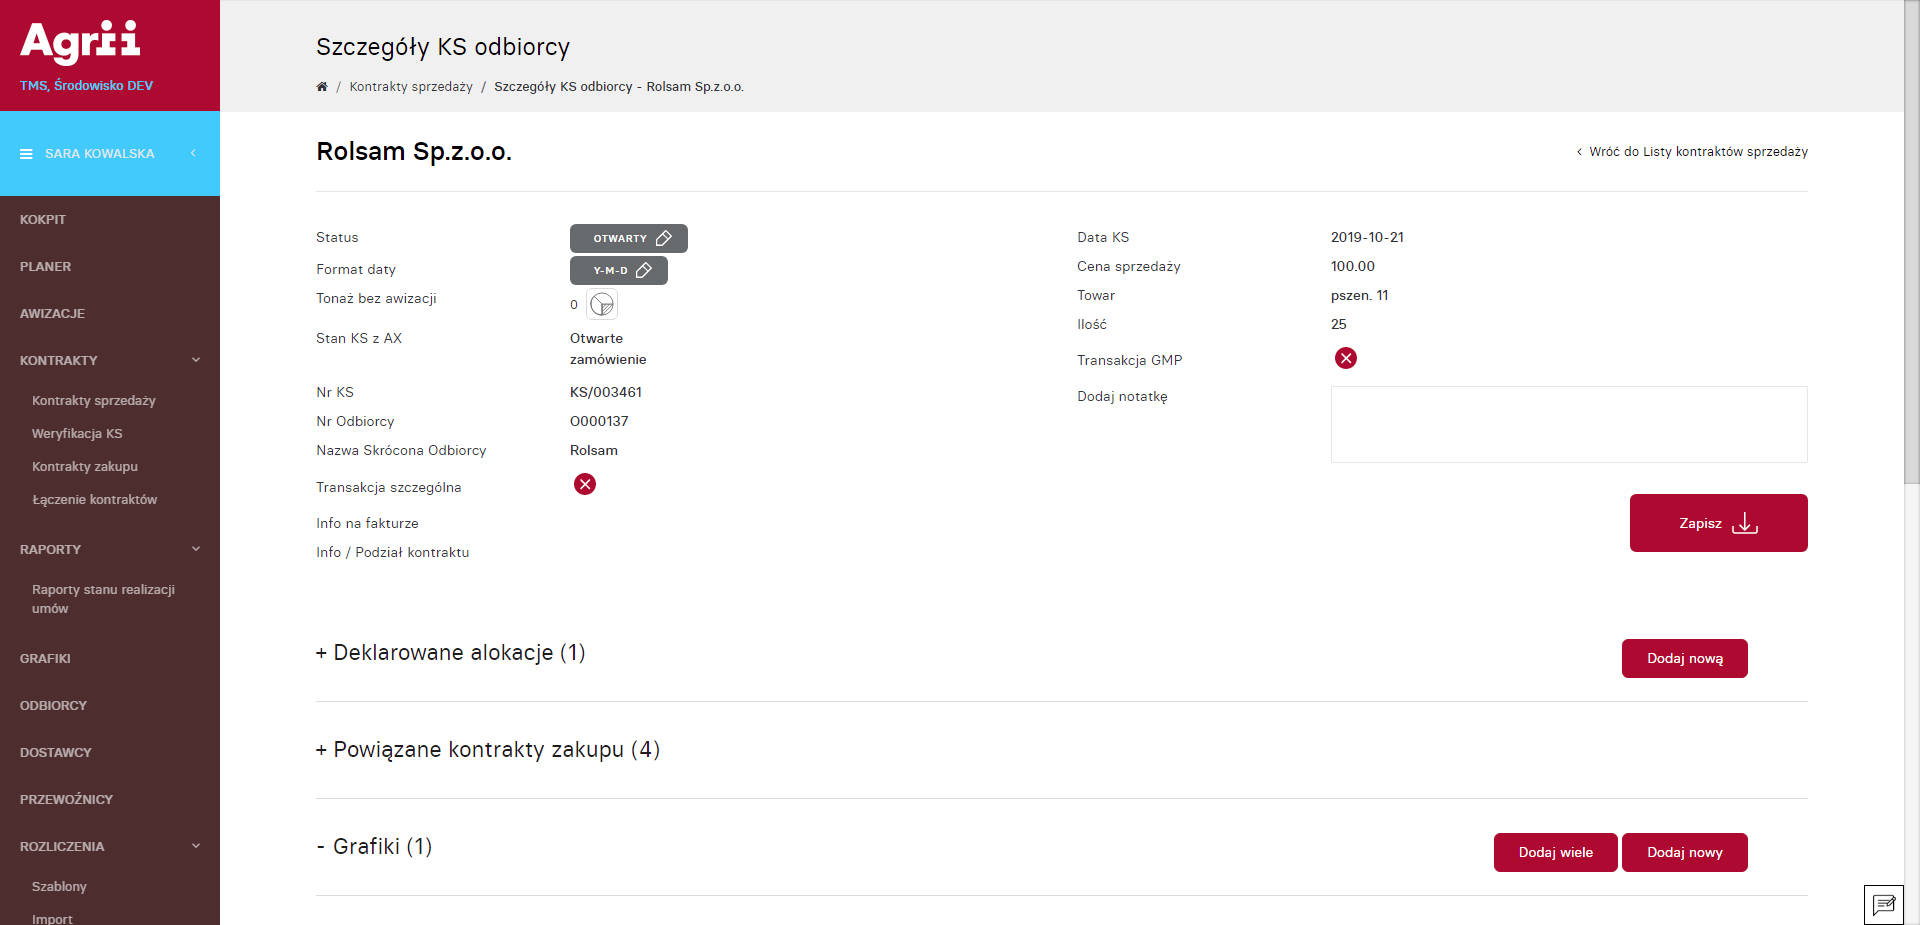 Agrii
TMS, Środowisko DEV
SARA KOWALSKA
KOKPIT
PLANER
AWIZACJE
KONTRAKTY
Kontrakty sprzedaży
Weryfikacja KS
Kontrakty zakupu
Łączenie kontraktów
RAPORTY
Raporty stanu realizacji
umów
GRAFIKI
ODBIORCY
DOSTAWCY
PRZEWOŹNICY
ROZLICZENIA
Szablony
Import
Szczegóły KS odbiorcy
/ Kontrakty sprzedaży / Szczegóły KS odbiorcy - Rolsam Sp.z.o.o.
Rolsam Sp.z.o.o.
Wróć do Listy kontraktów sprzedaży
Status OTWARTY
Format daty Y-M-D
Tonaż bez awizacji 0
Stan KS z AX Otwarte
zamówienie
Nr KS KS/003461
Nr Odbiorcy O000137
Nazwa Skrócona Odbiorcy Rolsam
Transakcja szczególna
Info na fakturze
Info / Podział kontraktu
Data KS 2019-10-21
Cena sprzedaży 100.00
Towar pszen. 11
Ilość 25
Transakcja GMP
Dodaj notatkę
Zapisz
+ Deklarowane alokacje (1) Dodaj nową
+ Powiązane kontrakty zakupu (4)
- Grafiki (1) Dodaj wiele Dodaj nowy